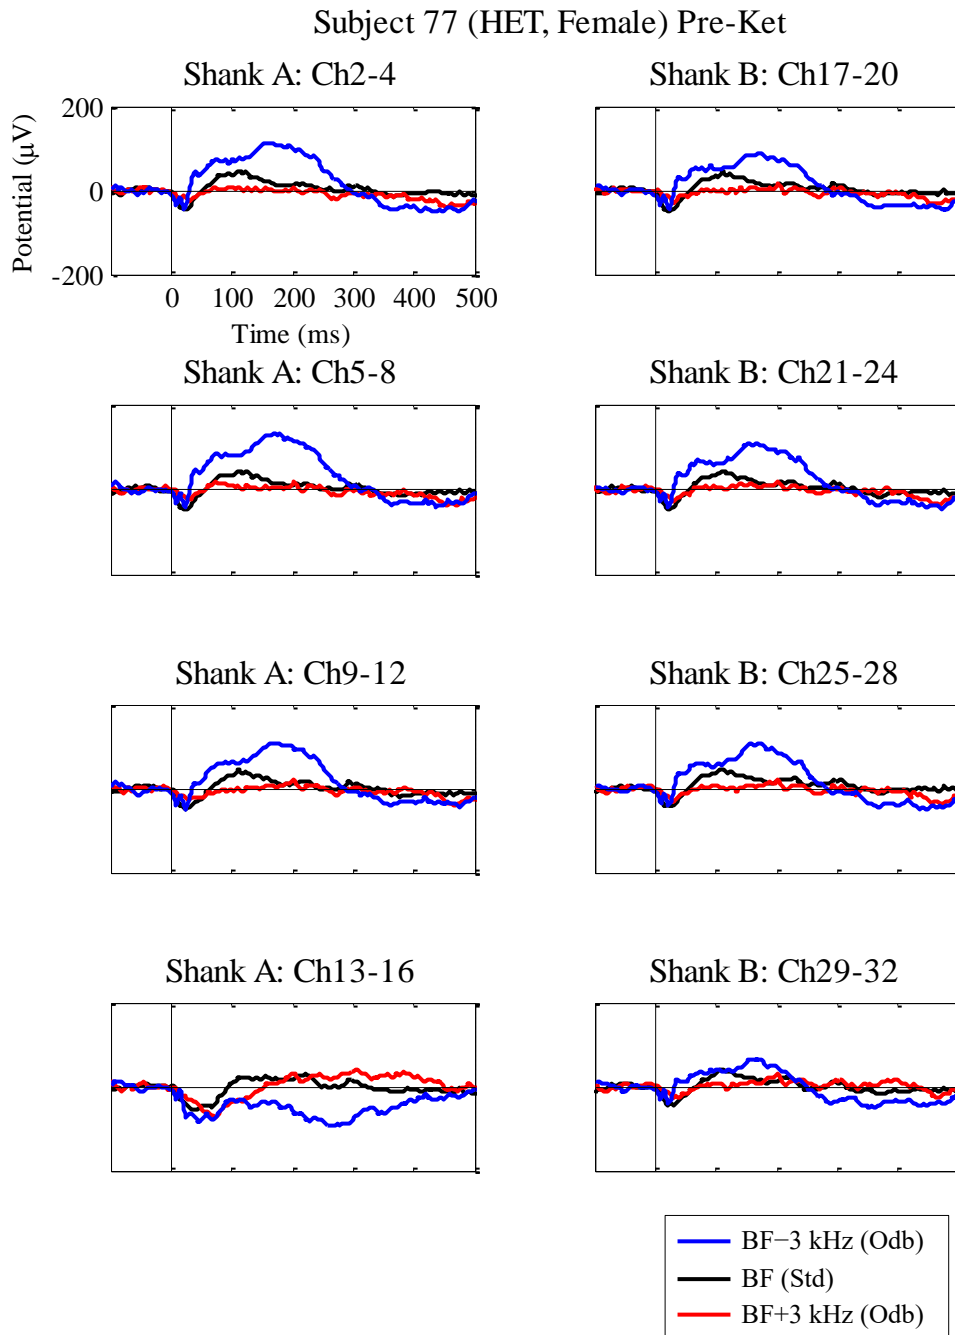 Subject 77 (HET, Female) Pre-Ket
Shank A: Ch2-4
Shank B: Ch17-20
Potential (μV)
200
0
-200
0 100 200 300 400 500
Time (ms)
Shank A: Ch5-8
Shank B: Ch21-24
Shank A: Ch9-12
Shank B: Ch25-28
Shank A: Ch13-16
Shank B: Ch29-32
BF−3 kHz (Odb)
BF (Std)
BF+3 kHz (Odb)